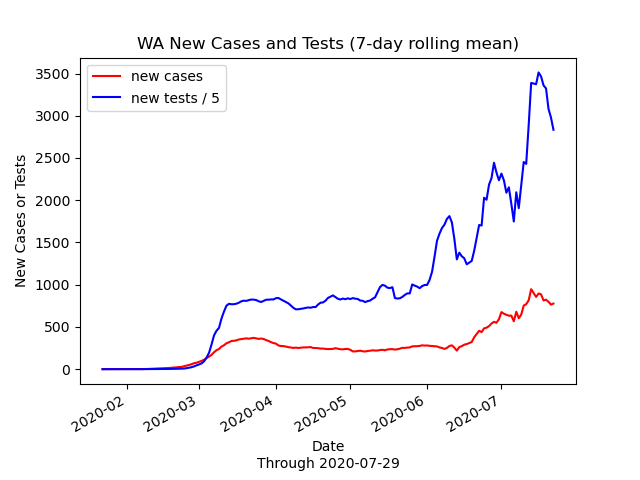 WA New Cases and Tests (7-day rolling mean)
new cases
new tests / 5
New Cases or Tests
3500
3000
2500
2000
1500
1000
500
0
2020-02
2020-03
2020-04
2020-05
2020-06
2020-07
Date
Through 2020-07-29